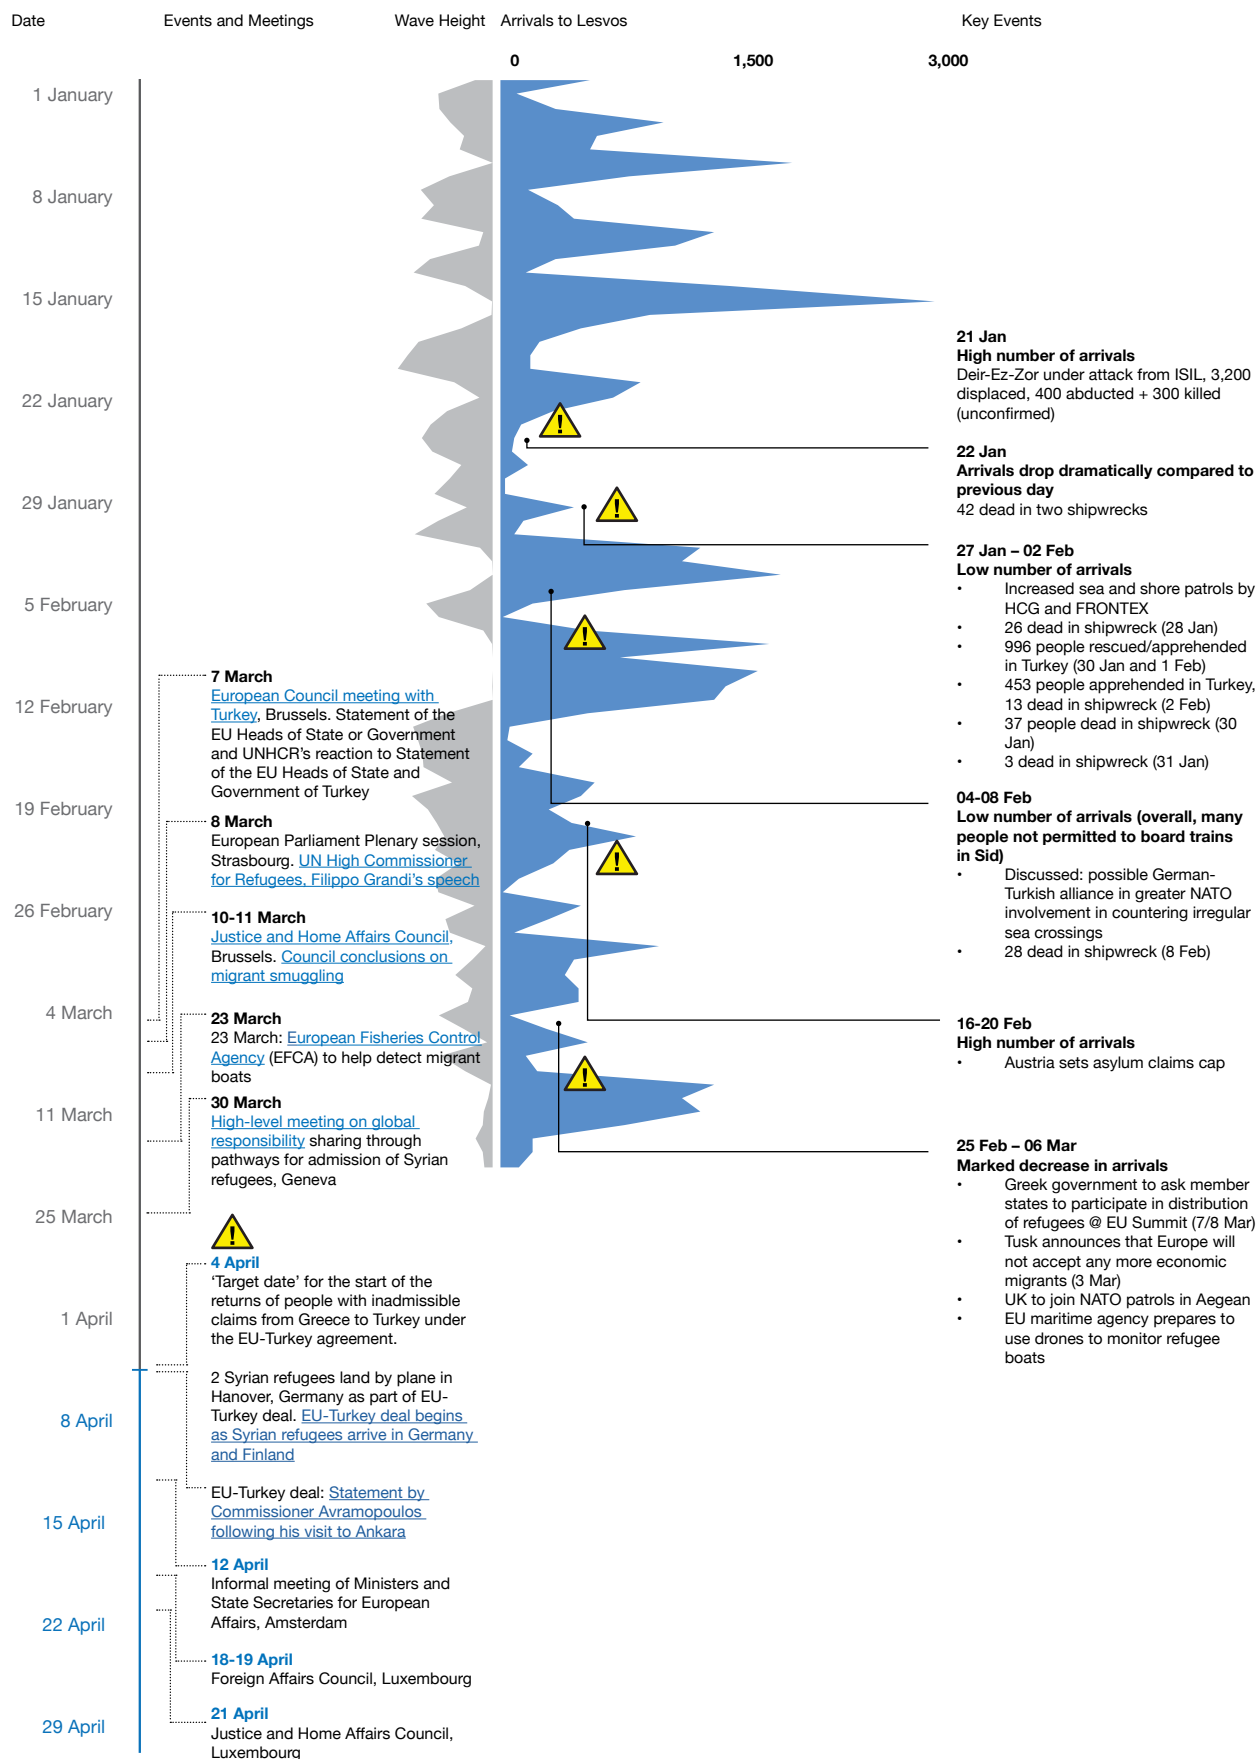 Date
Events and Meetings
Wave Height
Arrivals to Lesvos
Key Events
0
1,500
3,000
1 January
8 January
15 January
22 January
29 January
5 February
12 February
19 February
26 February
4 March
11 March
25 March
1 April
8 April
15 April
22 April
29 April
7 March
European Council meeting with
Turkey, Brussels. Statement of the
EU Heads of State or Government
and UNHCR’s reaction to Statement
of the EU Heads of State and
Government of Turkey
8 March
European Parliament Plenary session,
Strasbourg. UN High Commissioner
for Refugees, Filippo Grandi’s speech
10-11 March
Justice and Home Affairs Council,
Brussels. Council conclusions on
migrant smuggling
23 March
23 March: European Fisheries Control
Agency (EFCA) to help detect migrant
boats
30 March
High-level meeting on global
responsibility sharing through
pathways for admission of Syrian
refugees, Geneva
!
4 April
‘Target date’ for the start of the
returns of people with inadmissible
claims from Greece to Turkey under
the EU-Turkey agreement.
2 Syrian refugees land by plane in
Hanover, Germany as part of EU-
Turkey deal. EU-Turkey deal begins
as Syrian refugees arrive in Germany
and Finland
EU-Turkey deal: Statement by
Commissioner Avramopoulos
following his visit to Ankara
12 April
Informal meeting of Ministers and
State Secretaries for European
Affairs, Amsterdam
18-19 April
Foreign Affairs Council, Luxembourg
21 April
Justice and Home Affairs Council,
Luxembourg
!
!
!
!
!
21 Jan
High number of arrivals
Deir-Ez-Zor under attack from ISIL, 3,200
displaced, 400 abducted + 300 killed
(unconfirmed)
22 Jan
Arrivals drop dramatically compared to
previous day
42 dead in two shipwrecks
27 Jan – 02 Feb
Low number of arrivals
• Increased sea and shore patrols by
HCG and FRONTEX
• 26 dead in shipwreck (28 Jan)
• 996 people rescued/apprehended
in Turkey (30 Jan and 1 Feb)
• 453 people apprehended in Turkey,
13 dead in shipwreck (2 Feb)
• 37 people dead in shipwreck (30
Jan)
• 3 dead in shipwreck (31 Jan)
04-08 Feb
Low number of arrivals (overall, many
people not permitted to board trains
in Sid)
• Discussed: possible German-
Turkish alliance in greater NATO
involvement in countering irregular
sea crossings
• 28 dead in shipwreck (8 Feb)
16-20 Feb
High number of arrivals
• Austria sets asylum claims cap
25 Feb – 06 Mar
Marked decrease in arrivals
• Greek government to ask member
states to participate in distribution
of refugees @ EU Summit (7/8 Mar)
• Tusk announces that Europe will
not accept any more economic
migrants (3 Mar)
• UK to join NATO patrols in Aegean
• EU maritime agency prepares to
use drones to monitor refugee
boats